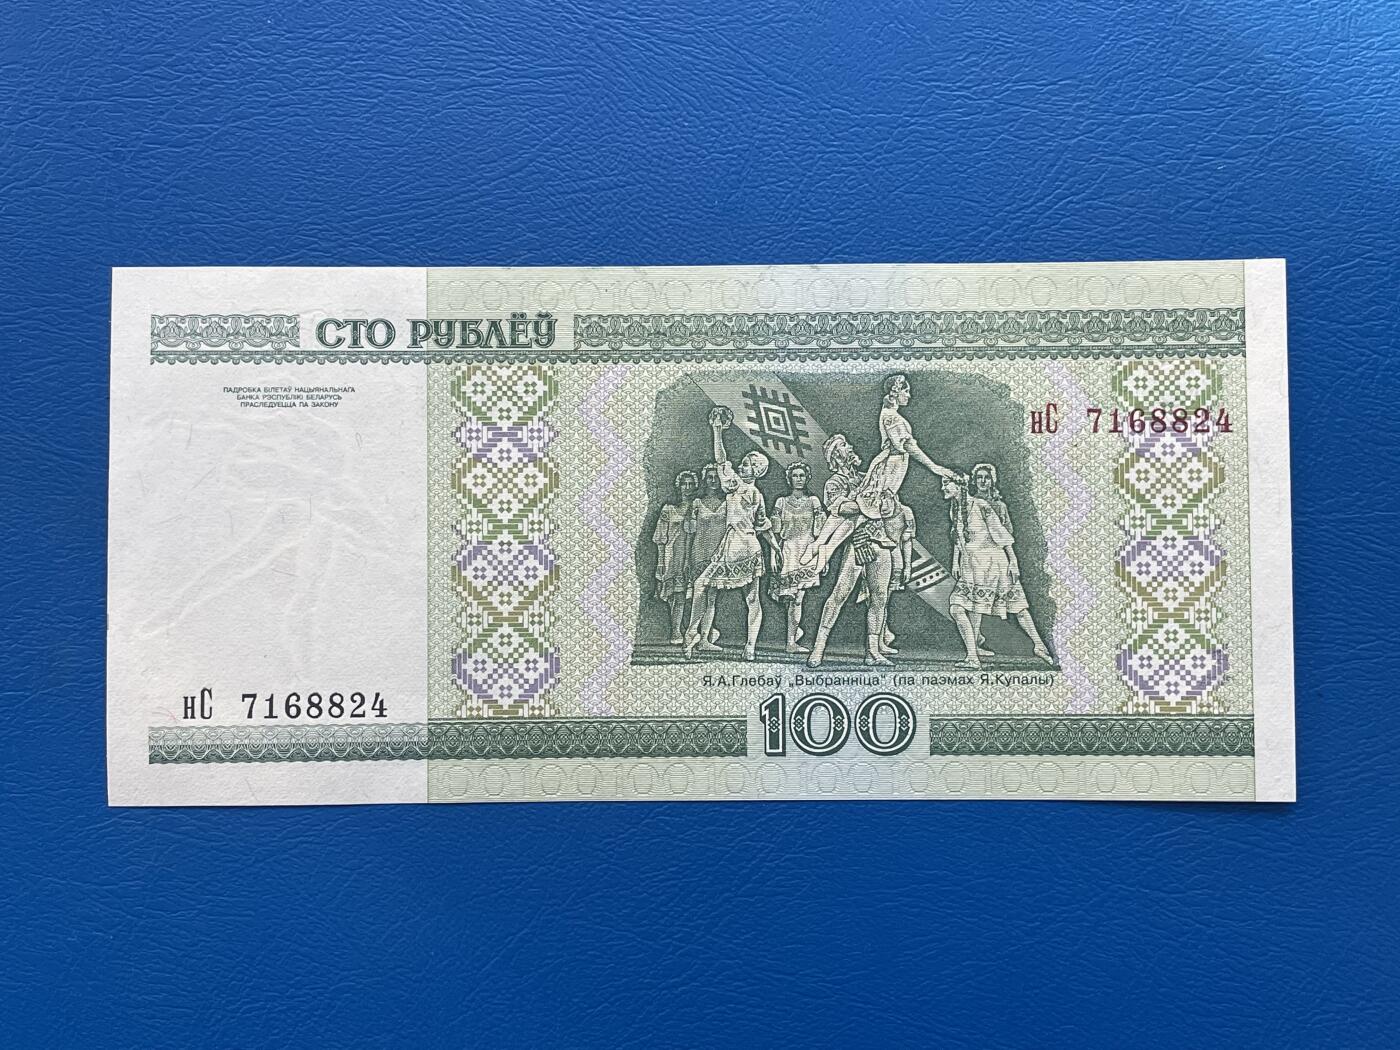 СТО РУБЛЁЎ
ПАДРОБКА БІЛЕТАЎ НАЦЫЯНАЛЬНАГА
БАНКА РЭСПУБЛІКІ БЕЛАРУСЬ
ПРАСЛЕДУЕЦЦА ПА ЗАКОНУ
нС 7168824
Я.А.Глебаў „Выбранніца“ (па паэмах Я.Купалы)
нС 7168824
100